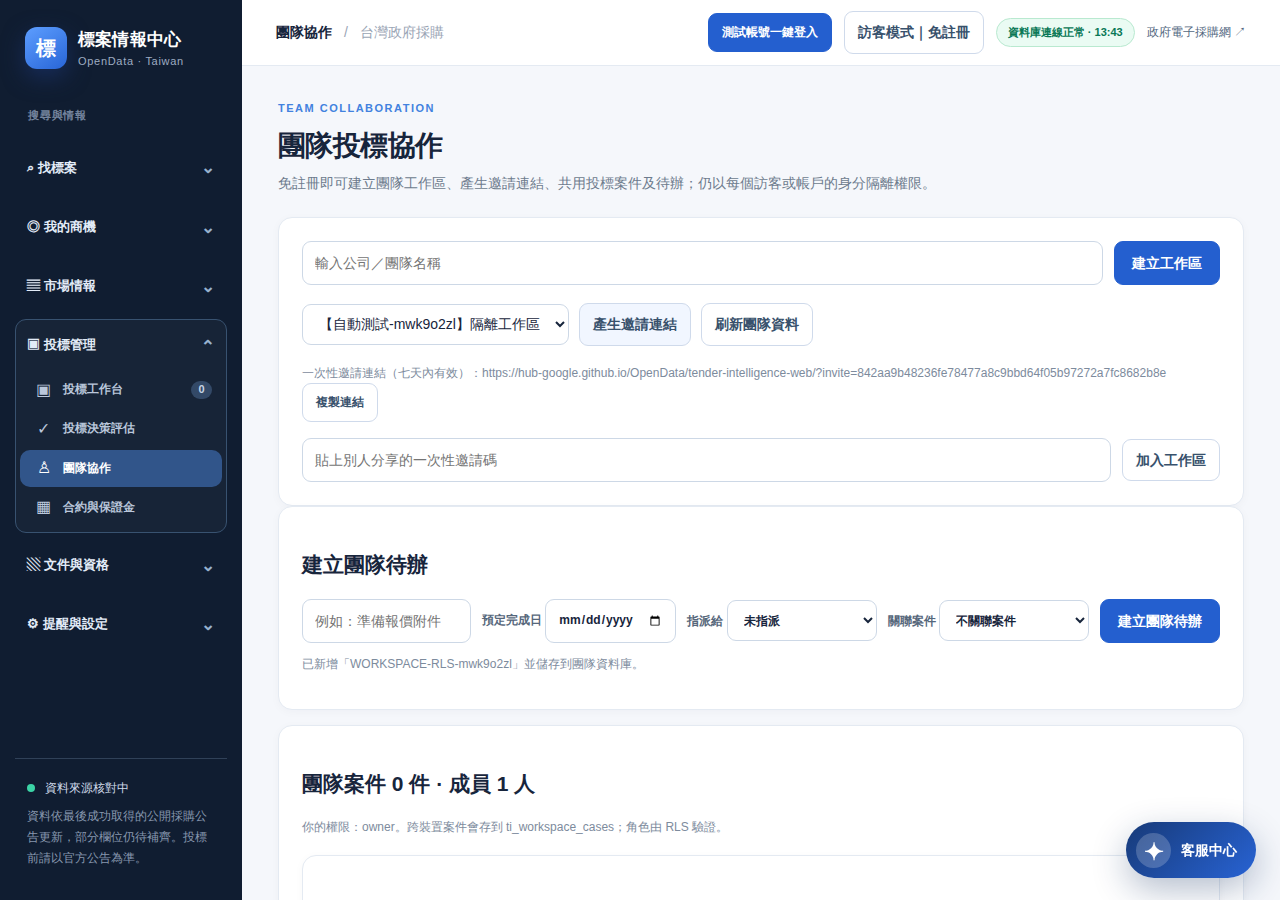 標
標案情報中心
OpenData · Taiwan
搜尋與情報
⌕ 找標案
◎ 我的商機
▤ 市場情報
▣ 投標管理
▣ 投標工作台 0
✓ 投標決策評估
♙ 團隊協作
▦ 合約與保證金
▧ 文件與資格
⚙ 提醒與設定
資料來源核對中
資料依最後成功取得的公開採購公
告更新，部分欄位仍待補齊。投標
前請以官方公告為準。
團隊協作 / 台灣政府採購
測試帳號一鍵登入
訪客模式｜免註冊
資料庫連線正常 · 13:43
政府電子採購網 ↗
TEAM COLLABORATION
團隊投標協作
免註冊即可建立團隊工作區、產生邀請連結、共用投標案件及待辦；仍以每個訪客或帳戶的身分隔離權限。
輸入公司／團隊名稱
建立工作區
【自動測試-mwk9o2zl】隔離工作區
產生邀請連結
刷新團隊資料
一次性邀請連結（七天內有效）：https://hub-google.github.io/OpenData/tender-intelligence-web/?invite=842aa9b48236fe78477a8c9bbd64f05b97272a7fc8682b8e
複製連結
貼上別人分享的一次性邀請碼
加入工作區
建立團隊待辦
例如：準備報價附件
預定完成日 mm/dd/yyyy
指派給 未指派
關聯案件 不關聯案件
建立團隊待辦
已新增「WORKSPACE-RLS-mwk9o2zl」並儲存到團隊資料庫。
團隊案件 0 件 · 成員 1 人
你的權限：owner。跨裝置案件會存到 ti_workspace_cases；角色由 RLS 驗證。
✦ 客服中心